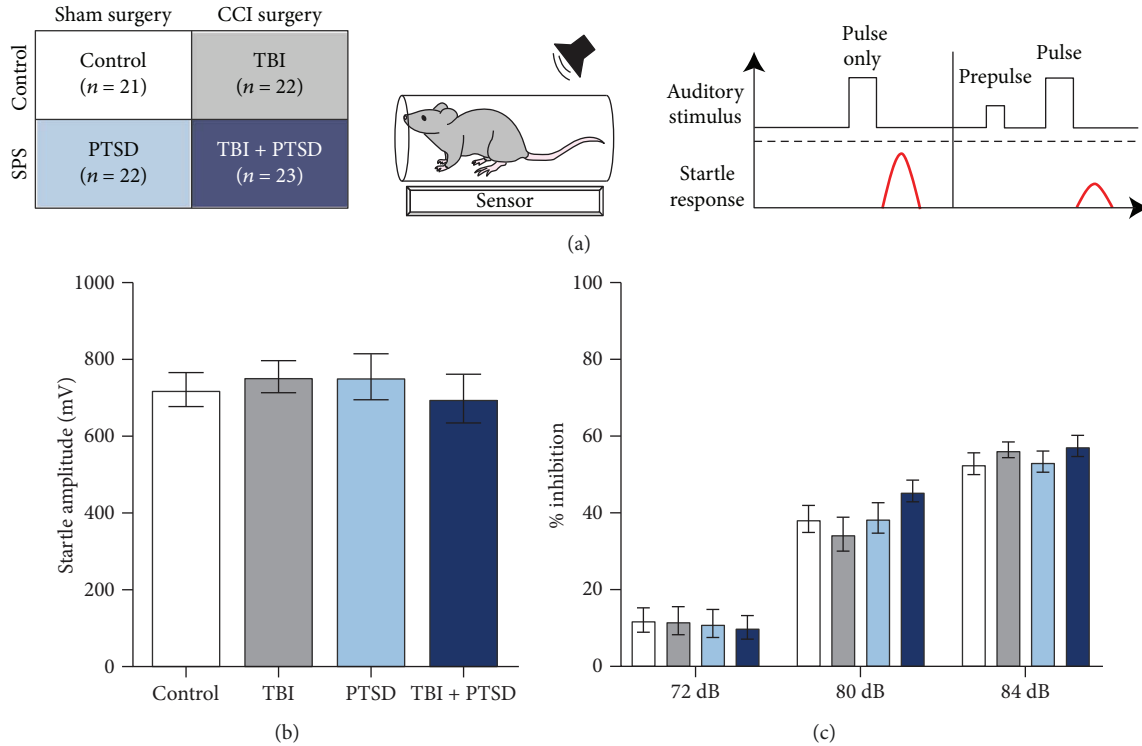 Sham surgery
CCI surgery
Control
Control
(n = 21)
TBI
(n = 22)
SPS
PTSD
(n = 22)
TBI + PTSD
(n = 23)
Sensor
Auditory
stimulus
Pulse
only
Prepulse
Pulse
Startle
response
(a)
Startle amplitude (mV)
1000
800
600
400
200
0
Control
TBI
PTSD
TBI + PTSD
(b)
% inhibition
100
80
60
40
20
0
72 dB
80 dB
84 dB
(c)